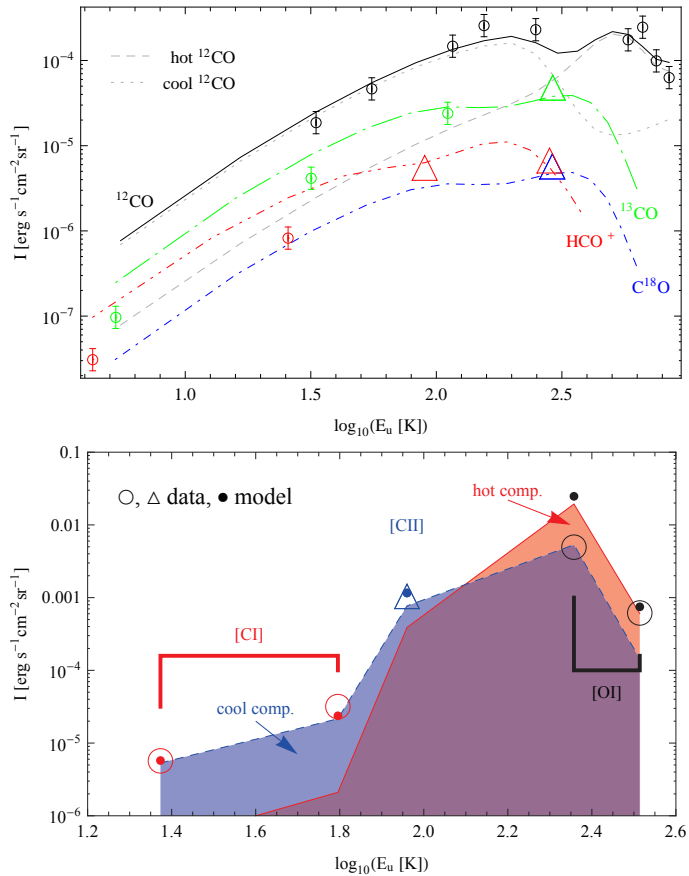 10⁻⁴
10⁻⁵
10⁻⁶
10⁻⁷
I [erg s⁻¹cm⁻²sr⁻¹]
hot ¹²CO
cool ¹²CO
¹²CO
¹³CO
HCO⁺
C¹⁸O
1.0 1.5 2.0 2.5 3.0
log₁₀(Eᵤ [K])
0.1
0.01
0.001
10⁻⁴
10⁻⁵
10⁻⁶
I [erg s⁻¹cm⁻²sr⁻¹]
○, △ data, ● model
hot comp.
[CII]
[CI]
cool comp.
[OI]
1.2 1.4 1.6 1.8 2.0 2.2 2.4 2.6
log₁₀(Eᵤ [K])